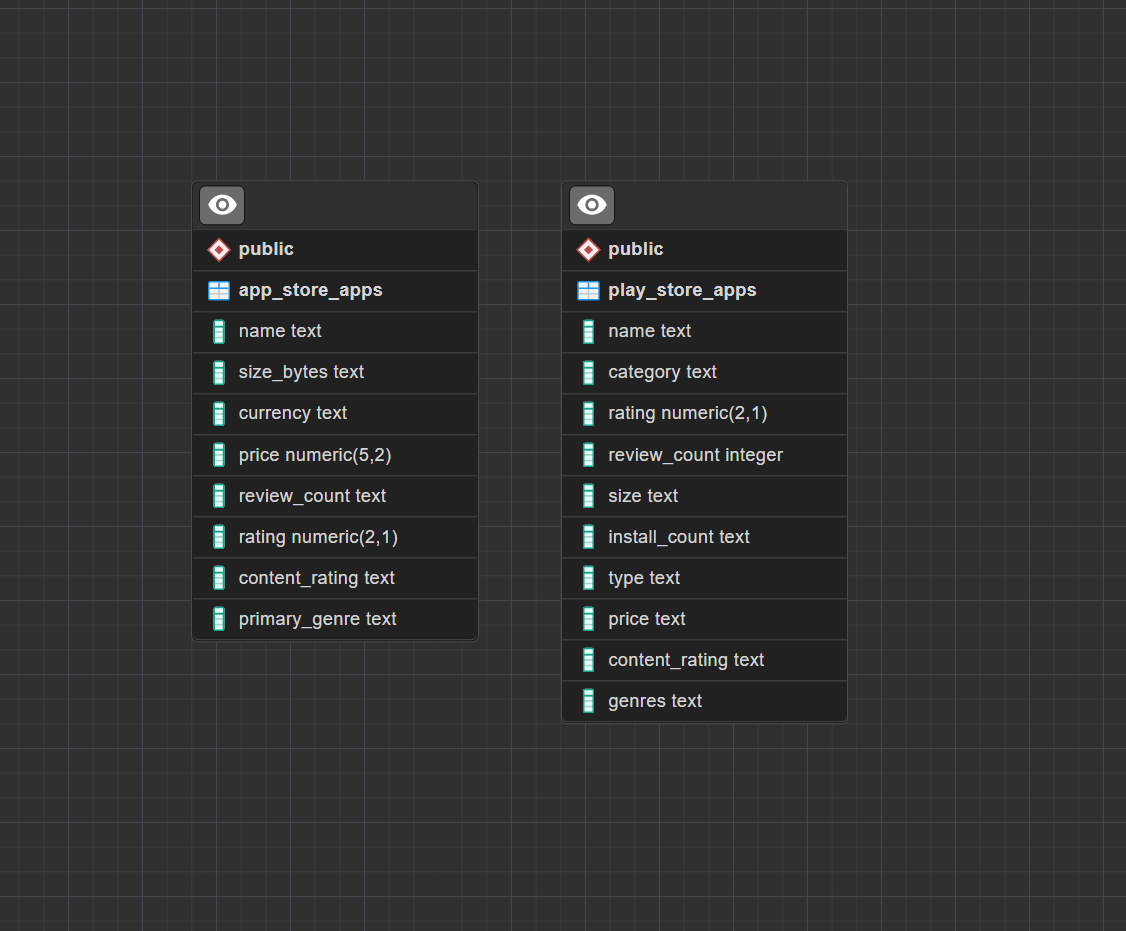 public
app_store_apps
name text
size_bytes text
currency text
price numeric(5,2)
review_count text
rating numeric(2,1)
content_rating text
primary_genre text
public
play_store_apps
name text
category text
rating numeric(2,1)
review_count integer
size text
install_count text
type text
price text
content_rating text
genres text